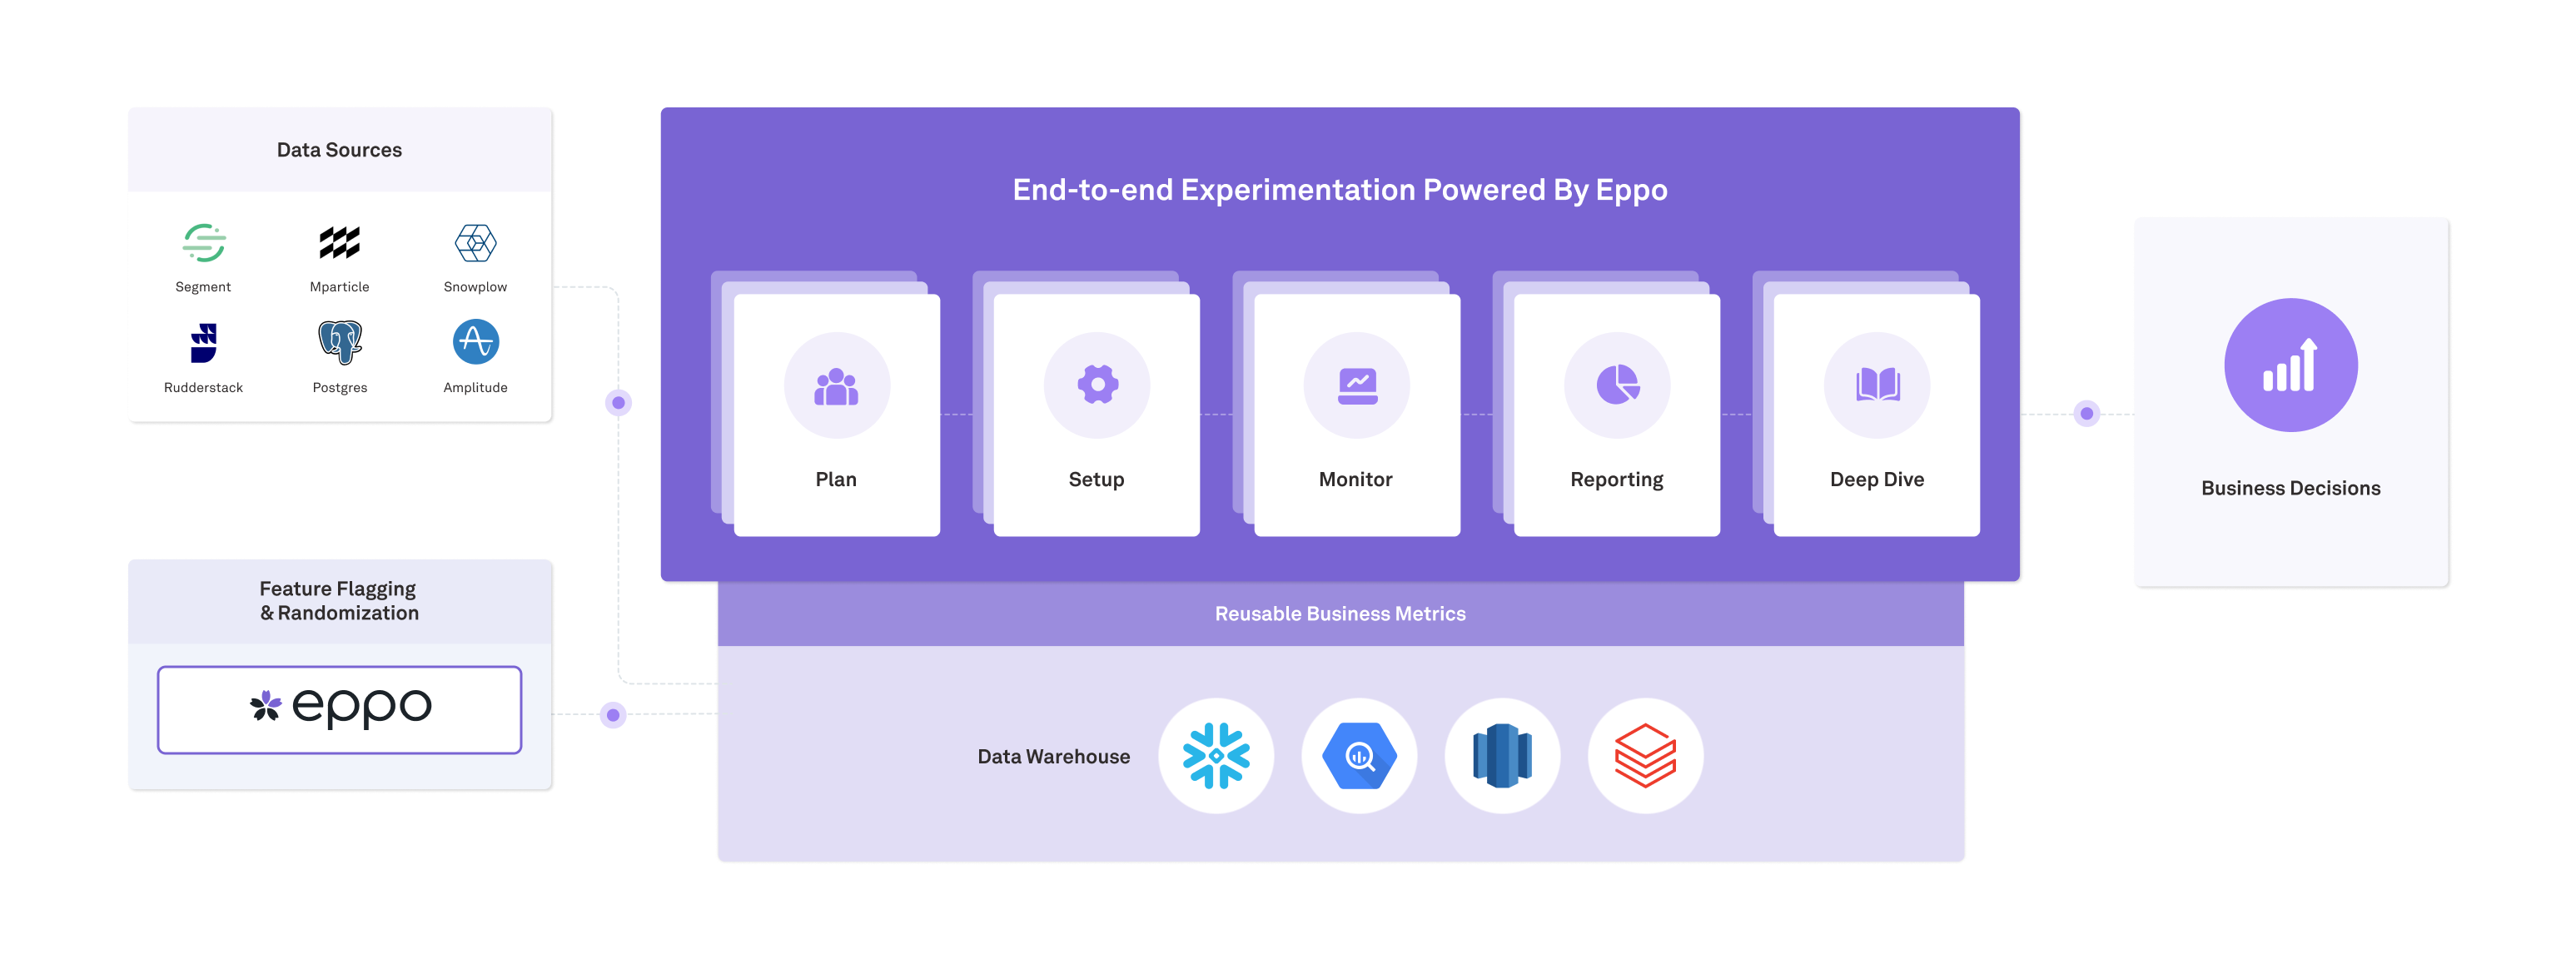 Data Sources
Segment
Mparticle
Snowplow
Rudderstack
Postgres
Amplitude
Feature Flagging
& Randomization
eppo
End-to-end Experimentation Powered By Eppo
Plan
Setup
Monitor
Reporting
Deep Dive
Reusable Business Metrics
Data Warehouse
Business Decisions